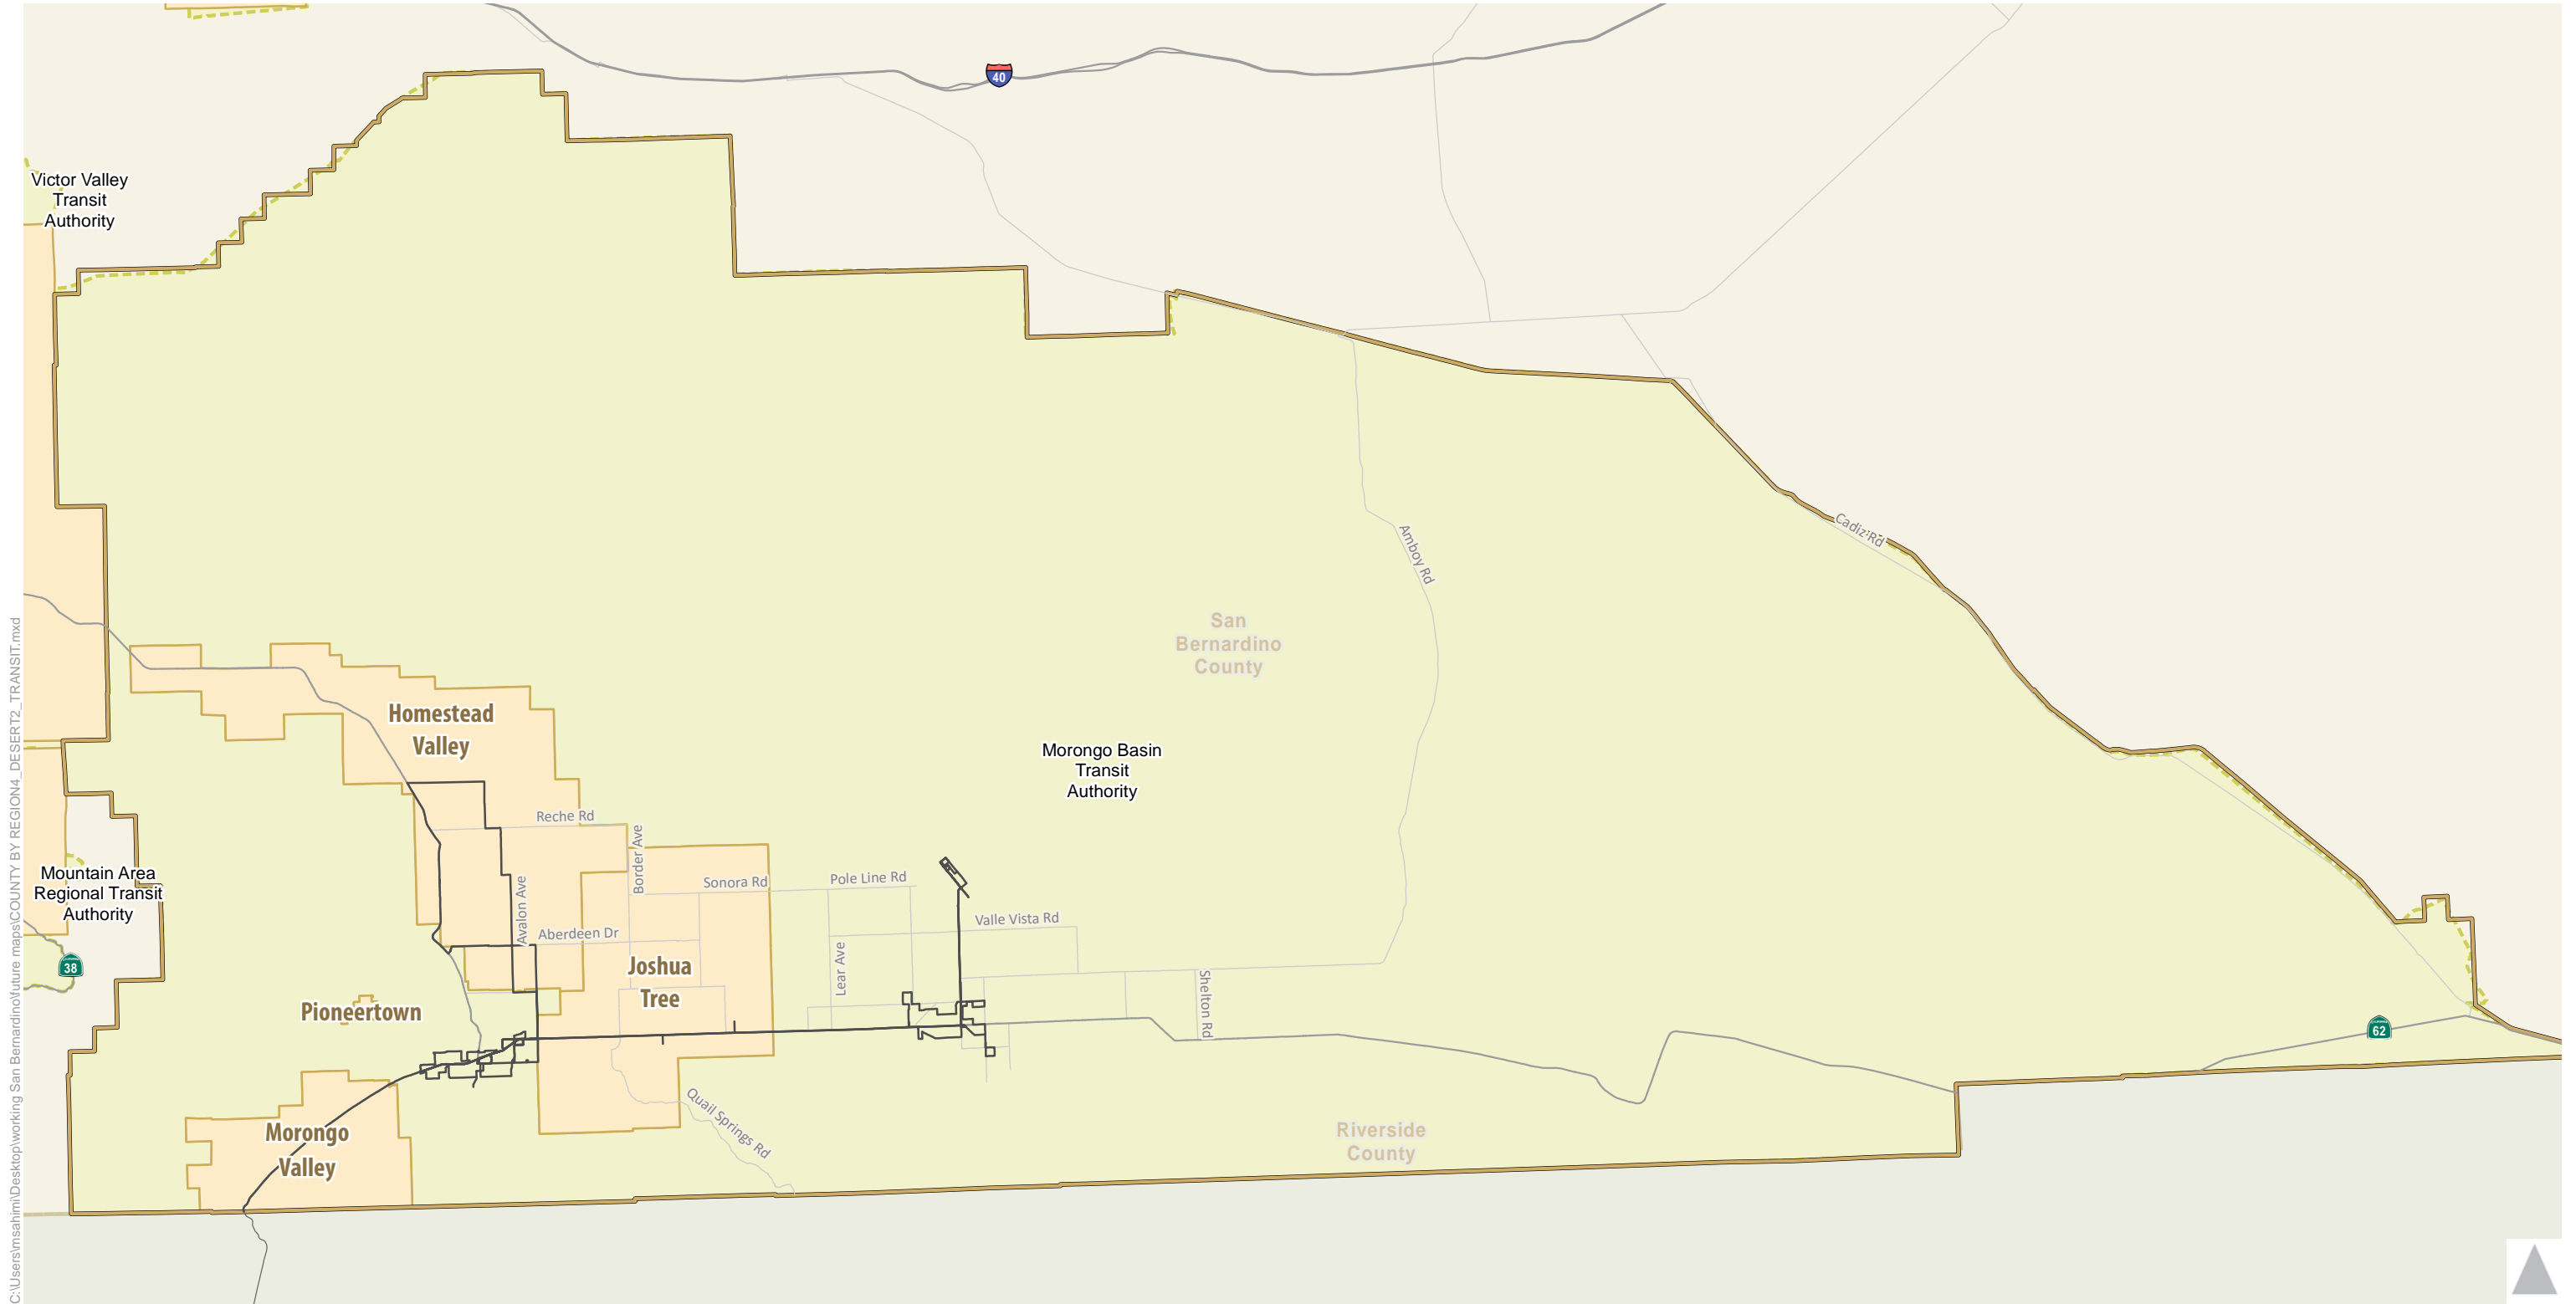 40
Victor Valley
Transit
Authority
Cadiz Rd
Amboy Rd
San
Bernardino
County
Homestead
Valley
Morongo Basin
Transit
Authority
Reche Rd
Border Ave
Mountain Area
Regional Transit
Authority
Avalon Ave
Sonora Rd
Pole Line Rd
Valle Vista Rd
Aberdeen Dr
Lear Ave
38
Joshua
Tree
Shelton Rd
Pioneertown
62
Quail Springs Rd
Morongo
Valley
Riverside
County
C:\Users\msahimi\Desktop\working San Bernardino\future maps\COUNTY BY REGION4_DESERT2_TRANSIT.mxd